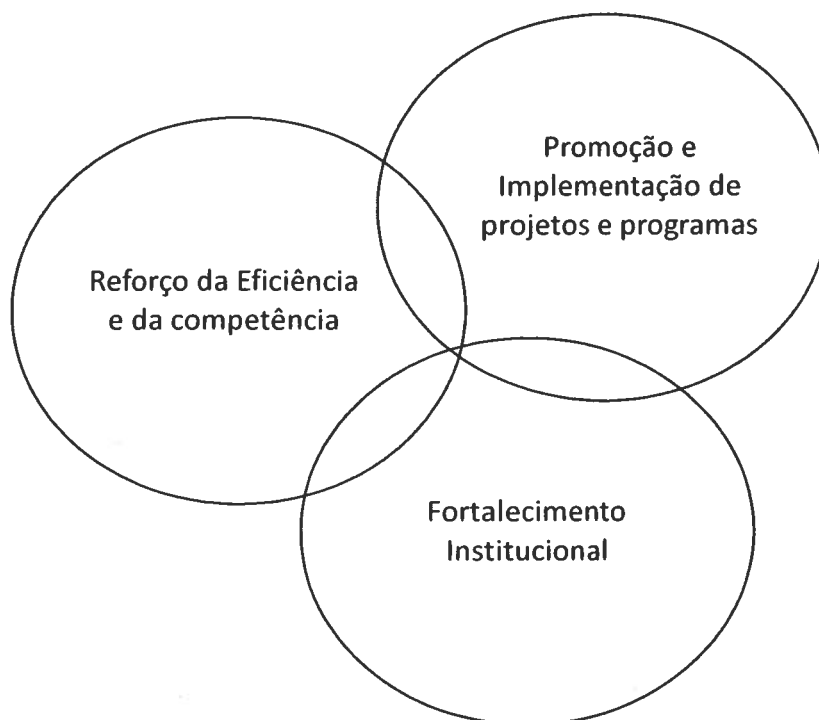 Promoção e
Implementação de
projetos e programas
Reforço da Eficiência
e da competência
Fortalecimento
Institucional